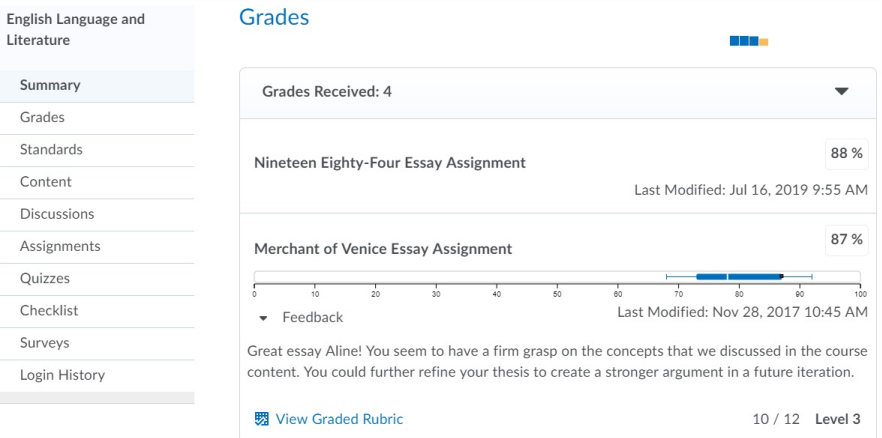 English Language and
Literature
Summary
Grades
Standards
Content
Discussions
Assignments
Quizzes
Checklist
Surveys
Login History
Grades
Grades Received: 4
Nineteen Eighty-Four Essay Assignment
88 %
Last Modified: Jul 16, 2019 9:55 AM
Merchant of Venice Essay Assignment
87 %
0 10 20 30 40 50 60 70 80 90 100
Feedback
Last Modified: Nov 28, 2017 10:45 AM
Great essay Aline! You seem to have a firm grasp on the concepts that we discussed in the course
content. You could further refine your thesis to create a stronger argument in a future iteration.
View Graded Rubric
10 / 12 Level 3